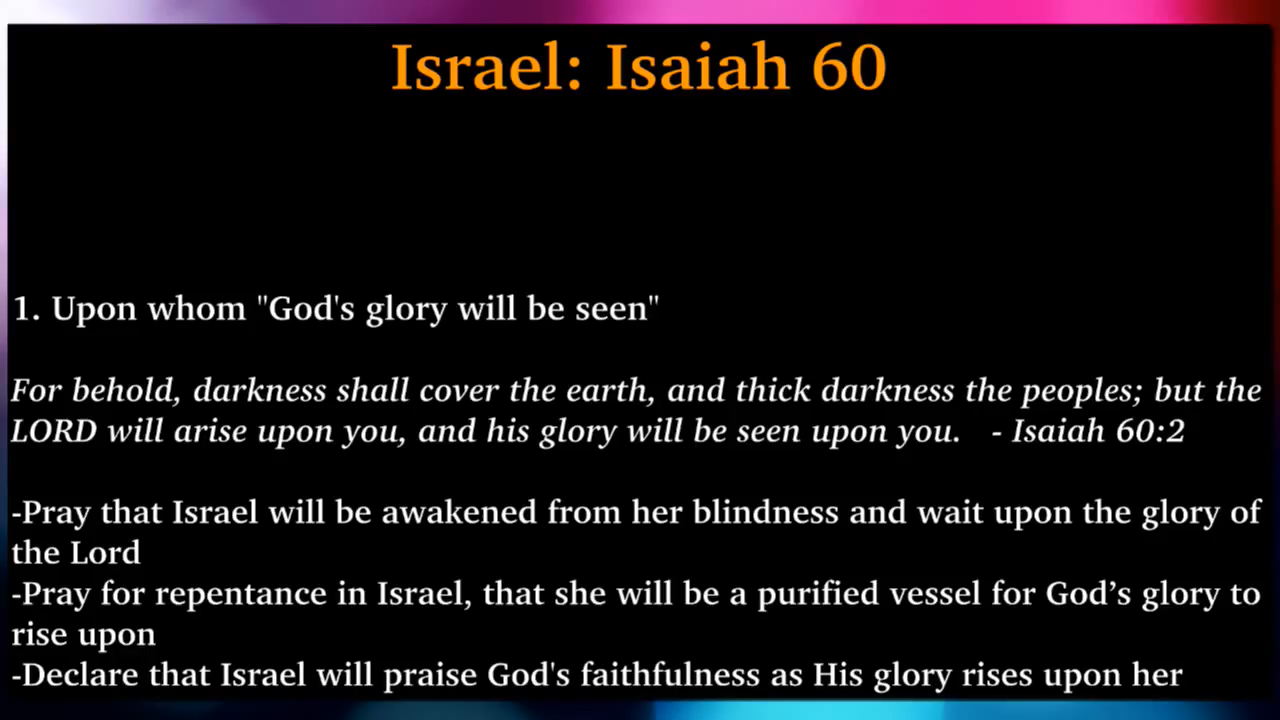 Israel: Isaiah 60
1. Upon whom "God's glory will be seen"
For behold, darkness shall cover the earth, and thick darkness the peoples; but the
LORD will arise upon you, and his glory will be seen upon you.   - Isaiah 60:2
-Pray that Israel will be awakened from her blindness and wait upon the glory of
the Lord
-Pray for repentance in Israel, that she will be a purified vessel for God’s glory to
rise upon
-Declare that Israel will praise God's faithfulness as His glory rises upon her